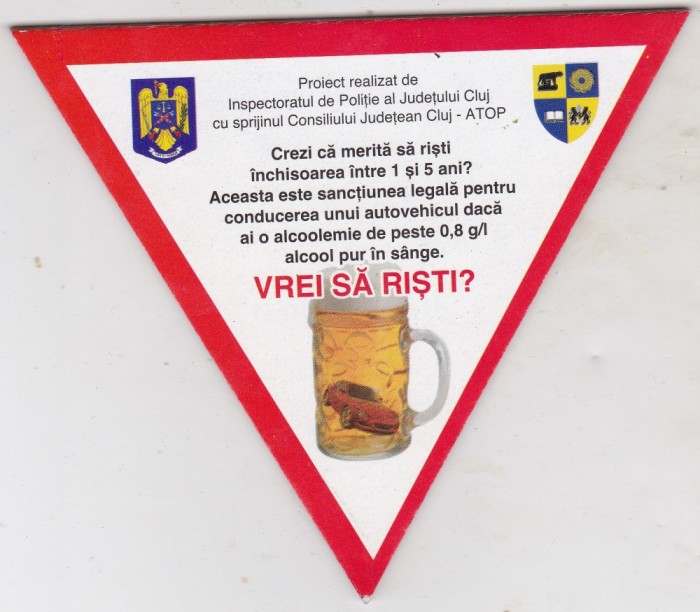 Proiect realizat de
Inspectoratul de Poliție al Județului Cluj
cu sprijinul Consiliului Județean Cluj - ATOP
Crezi că merită să riști
închisoarea între 1 și 5 ani?
Aceasta este sancțiunea legală pentru
conducerea unui autovehicul dacă
ai o alcoolemie de peste 0,8 g/l
alcool pur în sânge.
VREI SĂ RIȘTI?